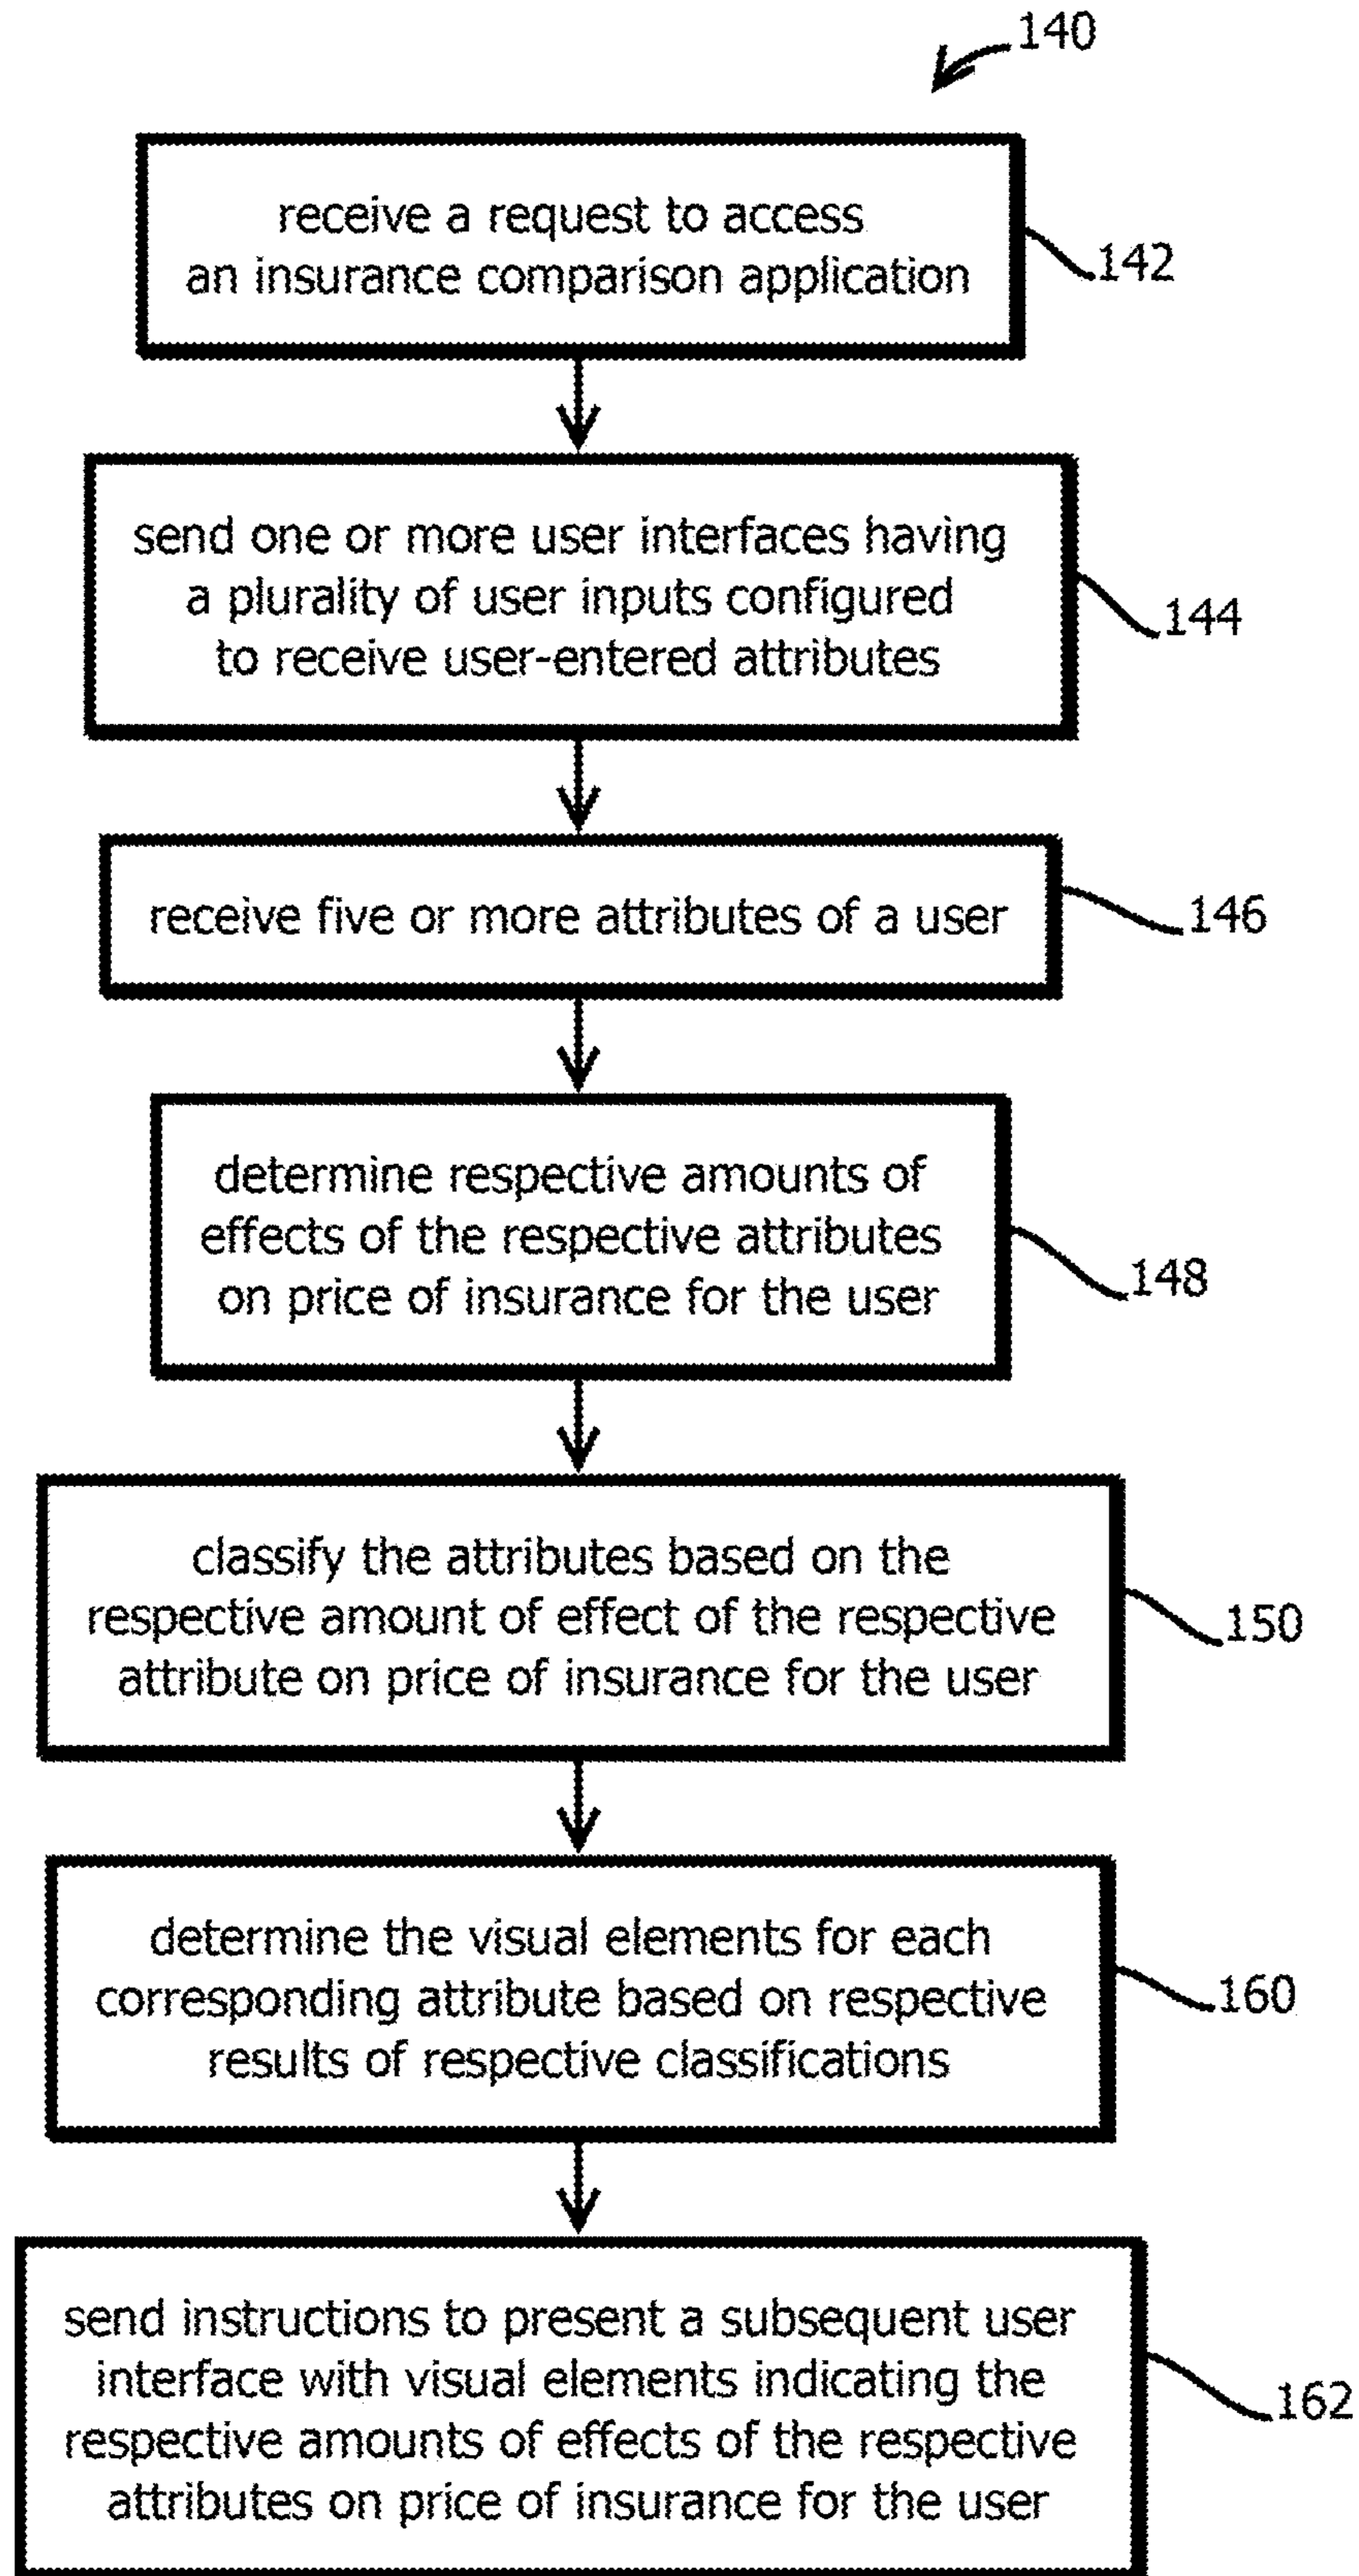 140
receive a request to access
an insurance comparison application
142
send one or more user interfaces having
a plurality of user inputs configured
to receive user-entered attributes
144
receive five or more attributes of a user
146
determine respective amounts of
effects of the respective attributes
on price of insurance for the user
148
classify the attributes based on the
respective amount of effect of the respective
attribute on price of insurance for the user
150
determine the visual elements for each
corresponding attribute based on respective
results of respective classifications
160
send instructions to present a subsequent user
interface with visual elements indicating the
respective amounts of effects of the respective
attributes on price of insurance for the user
162